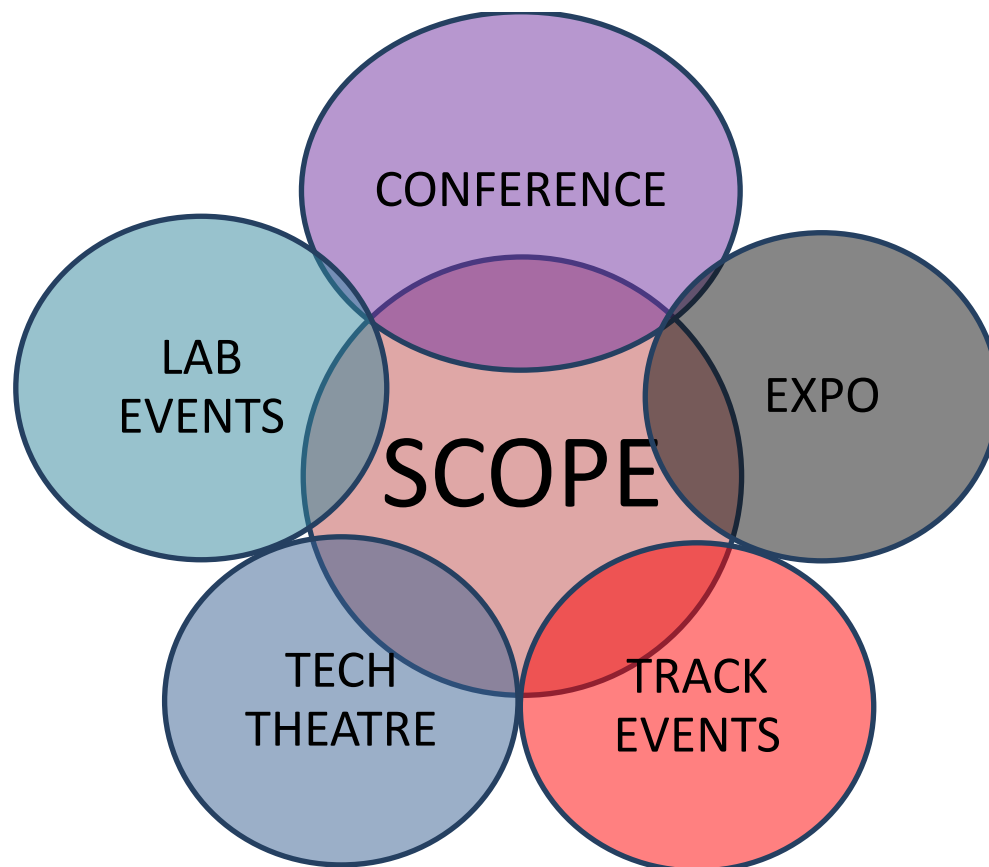 CONFERENCE
LAB
EVENTS
EXPO
SCOPE
TECH
THEATRE
TRACK
EVENTS